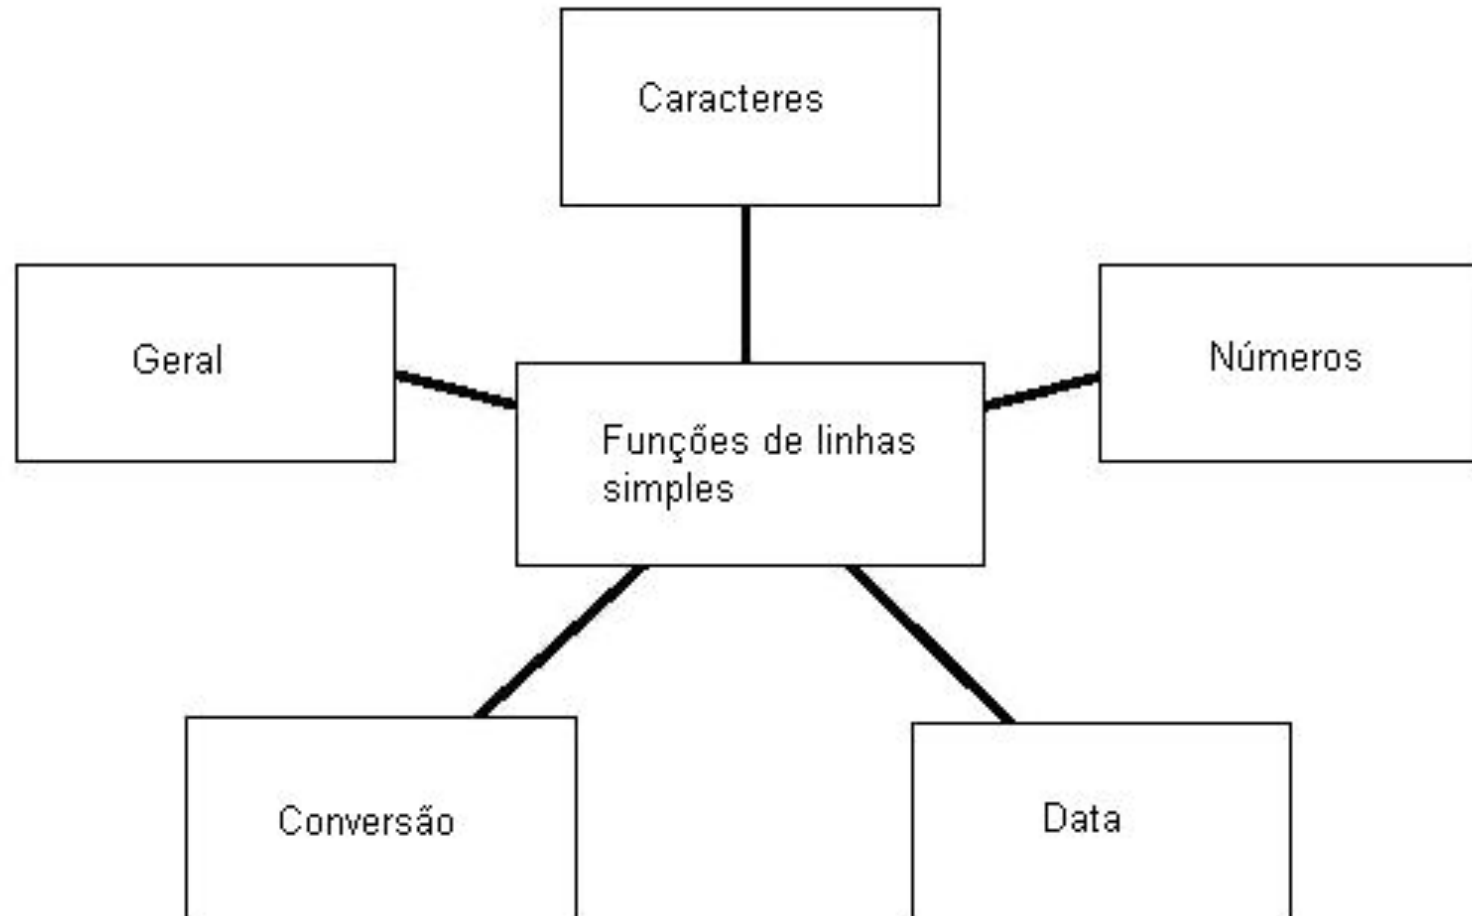 Caracteres
Geral
Números
Funções de linhas
simples
Conversão
Data